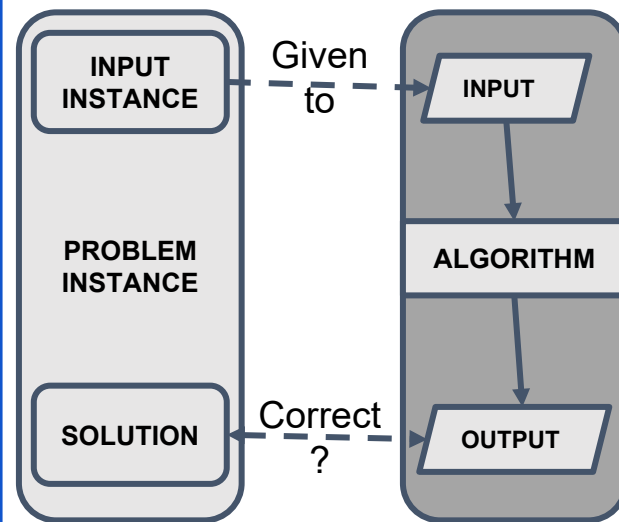 INPUT
INSTANCE
Given
to
INPUT
PROBLEM
INSTANCE
ALGORITHM
SOLUTION
Correct
?
OUTPUT